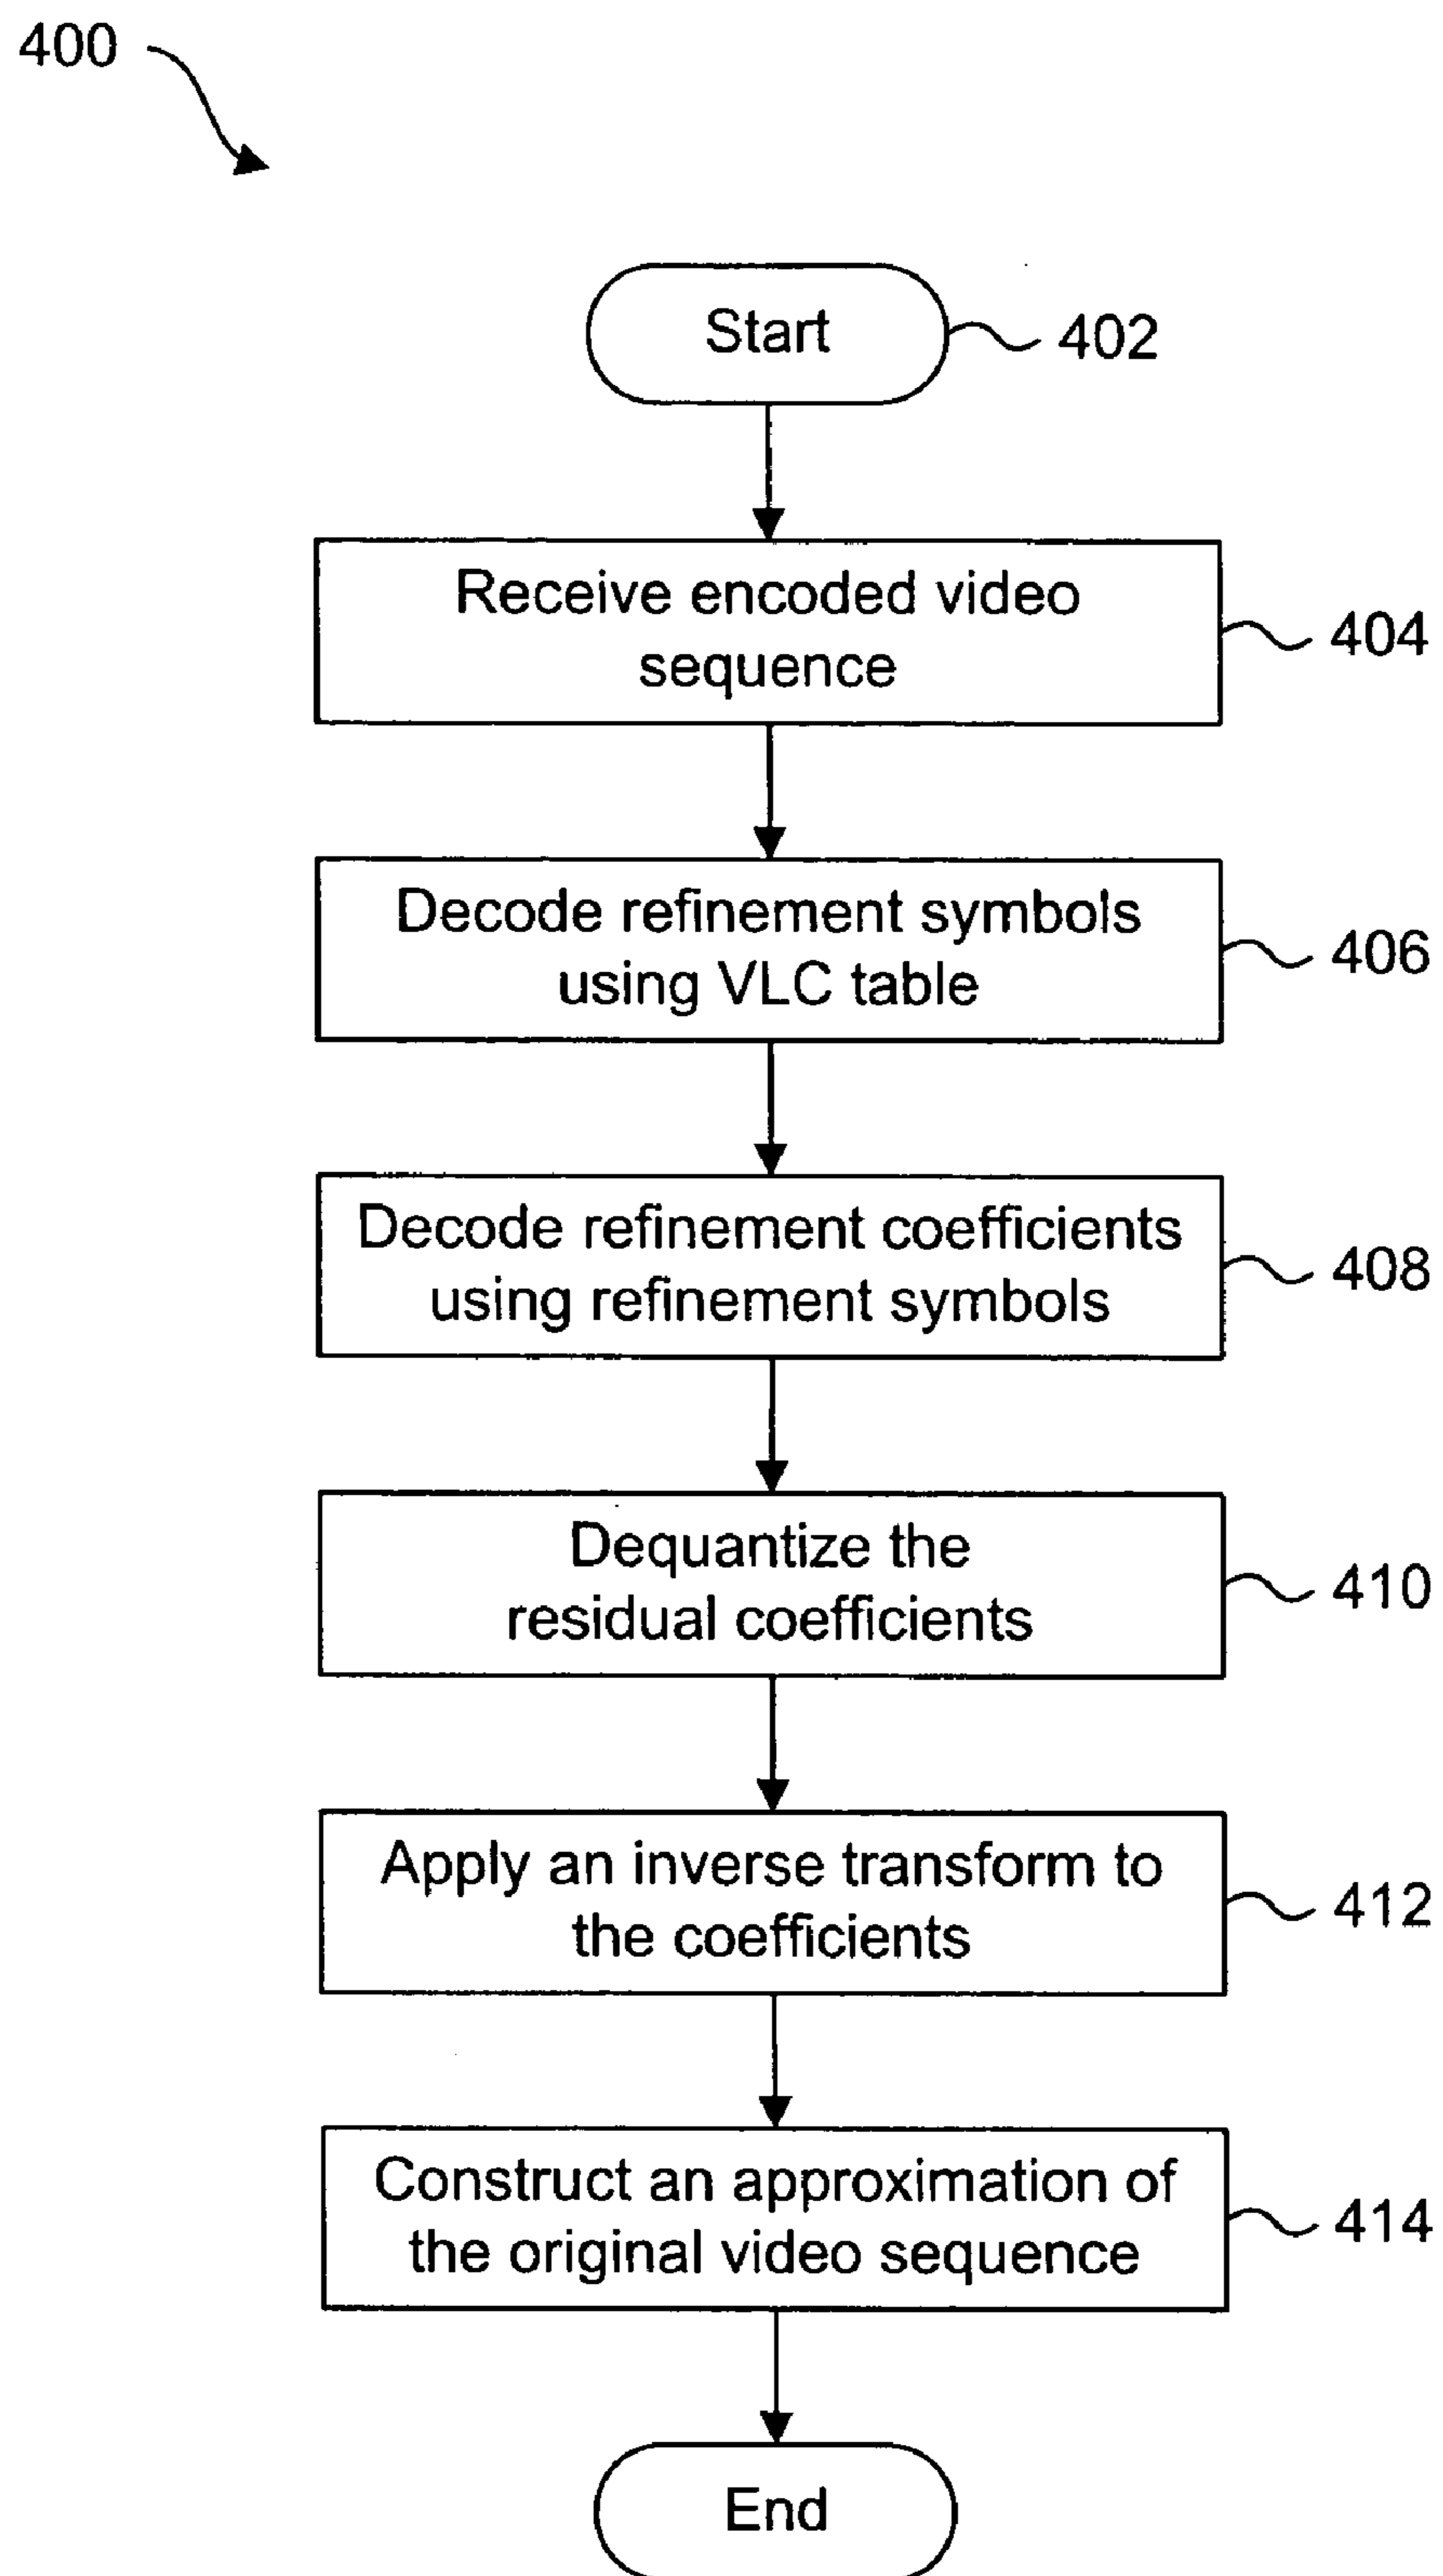 400
Start
402
Receive encoded video
sequence
404
Decode refinement symbols
using VLC table
406
Decode refinement coefficients
using refinement symbols
408
Dequantize the
residual coefficients
410
Apply an inverse transform to
the coefficients
412
Construct an approximation of
the original video sequence
414
End